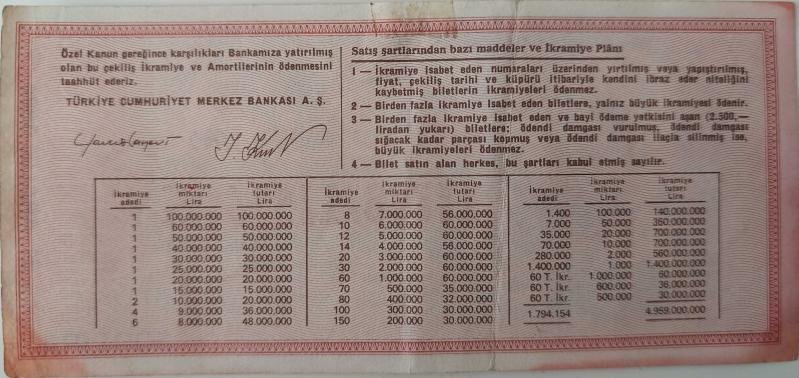 Özel Kanun gereğince karşılıkları Bankamıza yatırılmış
olan bu çekiliş ikramiye ve Amortilerinin ödenmesini
taahhüt ederiz.
TÜRKİYE CUMHURİYET MERKEZ BANKASI A. Ş.
Satış şartlarından bazı maddeler ve İkramiye Plânı
1 — İkramiye isabet eden numaraları üzerinden yırtılmış veya yapıştırılmış,
fiyat, çekiliş tarihi ve küpürü itibariyle kendini ibraz eder niteliğini
kaybetmiş biletlerin ikramiyeleri ödenmez.
2 — Birden fazla ikramiye isabet eden biletlere, yalnız büyük ikramiyesi ödenir.
3 — Birden fazla ikramiye isabet eden ve bayi ödeme yetkisini aşan (2.500,—
liradan yukarı) biletlere; ödendi damgası vurulmuş, ödendi damgası
sığacak kadar parçası kopmuş veya ödendi damgası ilaçla silinmiş ise,
büyük ikramiyeleri ödenmez.
4 — Bilet satın alan herkes, bu şartları kabul etmiş sayılır.
İkramiye adedi İkramiye miktarı Lira İkramiye tutarı Lira
1 100.000.000 100.000.000
1 60.000.000 60.000.000
1 50.000.000 50.000.000
1 40.000.000 40.000.000
1 30.000.000 30.000.000
1 25.000.000 25.000.000
1 20.000.000 20.000.000
1 15.000.000 15.000.000
2 10.000.000 20.000.000
4 9.000.000 36.000.000
6 8.000.000 48.000.000
İkramiye adedi İkramiye miktarı Lira İkramiye tutarı Lira
8 7.000.000 56.000.000
10 6.000.000 60.000.000
12 5.000.000 60.000.000
14 4.000.000 56.000.000
20 3.000.000 60.000.000
30 2.000.000 60.000.000
60 1.000.000 60.000.000
70 500.000 35.000.000
80 400.000 32.000.000
100 300.000 30.000.000
150 200.000 30.000.000
İkramiye adedi İkramiye miktarı Lira İkramiye tutarı Lira
1.400 100.000 140.000.000
7.000 50.000 350.000.000
35.000 20.000 700.000.000
70.000 10.000 700.000.000
280.000 2.000 560.000.000
1.400.000 1.000 1.400.000.000
60 T. İkr. 1.000.000 60.000.000
60 T. İkr. 600.000 36.000.000
60 T. İkr. 500.000 30.000.000
1.794.154 4.959.000.000